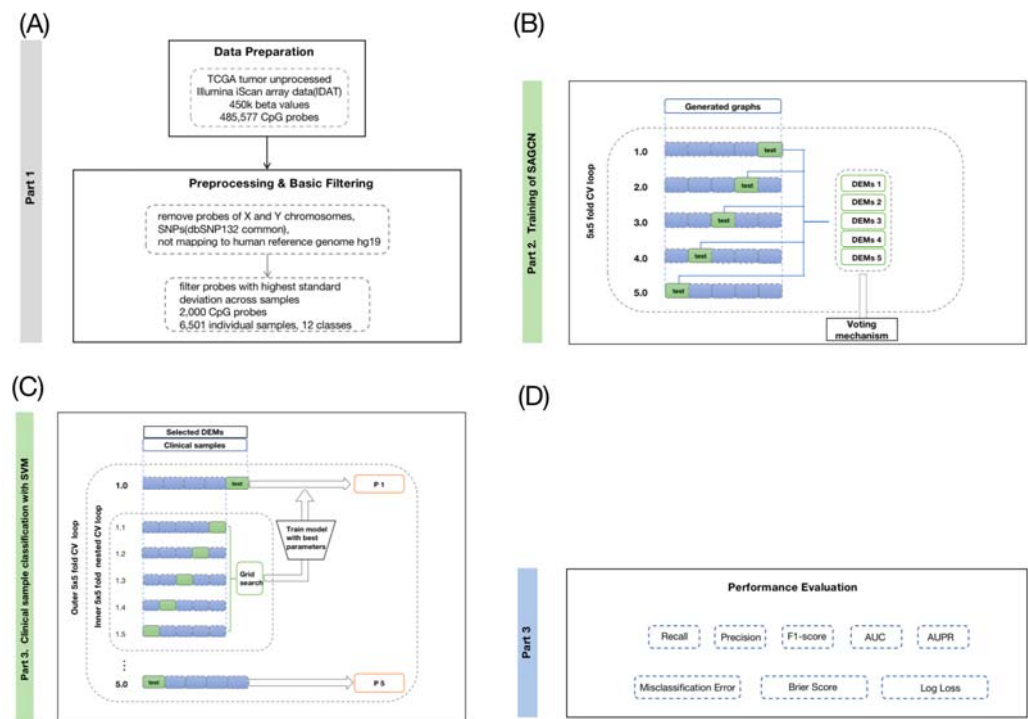 (A)
Part 1
Data Preparation
TCGA tumor unprocessed
Illumina iScan array data(IDAT)
450k beta values
485,577 CpG probes
Preprocessing & Basic Filtering
remove probes of X and Y chromosomes,
SNPs(dbSNP132 common),
not mapping to human reference genome hg19
filter probes with highest standard
deviation across samples
2,000 CpG probes
6,501 individual samples, 12 classes
(B)
Part 2. Training of SAGCN
Generated graphs
5x5 fold CV loop
1.0
test
2.0
test
3.0
test
4.0
test
5.0
test
DEMs 1
DEMs 2
DEMs 3
DEMs 4
DEMs 5
Voting
mechanism
(C)
Part 3. Clinical sample classification with SVM
Selected DEMs
Clinical samples
Outer 5x5 fold CV loop
Inner 5x5 fold nested CV loop
1.0
test
P 1
1.1
1.2
1.3
1.4
1.5
Grid
search
Train model
with best
parameters
⋮
5.0
test
P 5
(D)
Part 3
Performance Evaluation
Recall
Precision
F1-score
AUC
AUPR
Misclassification Error
Brier Score
Log Loss